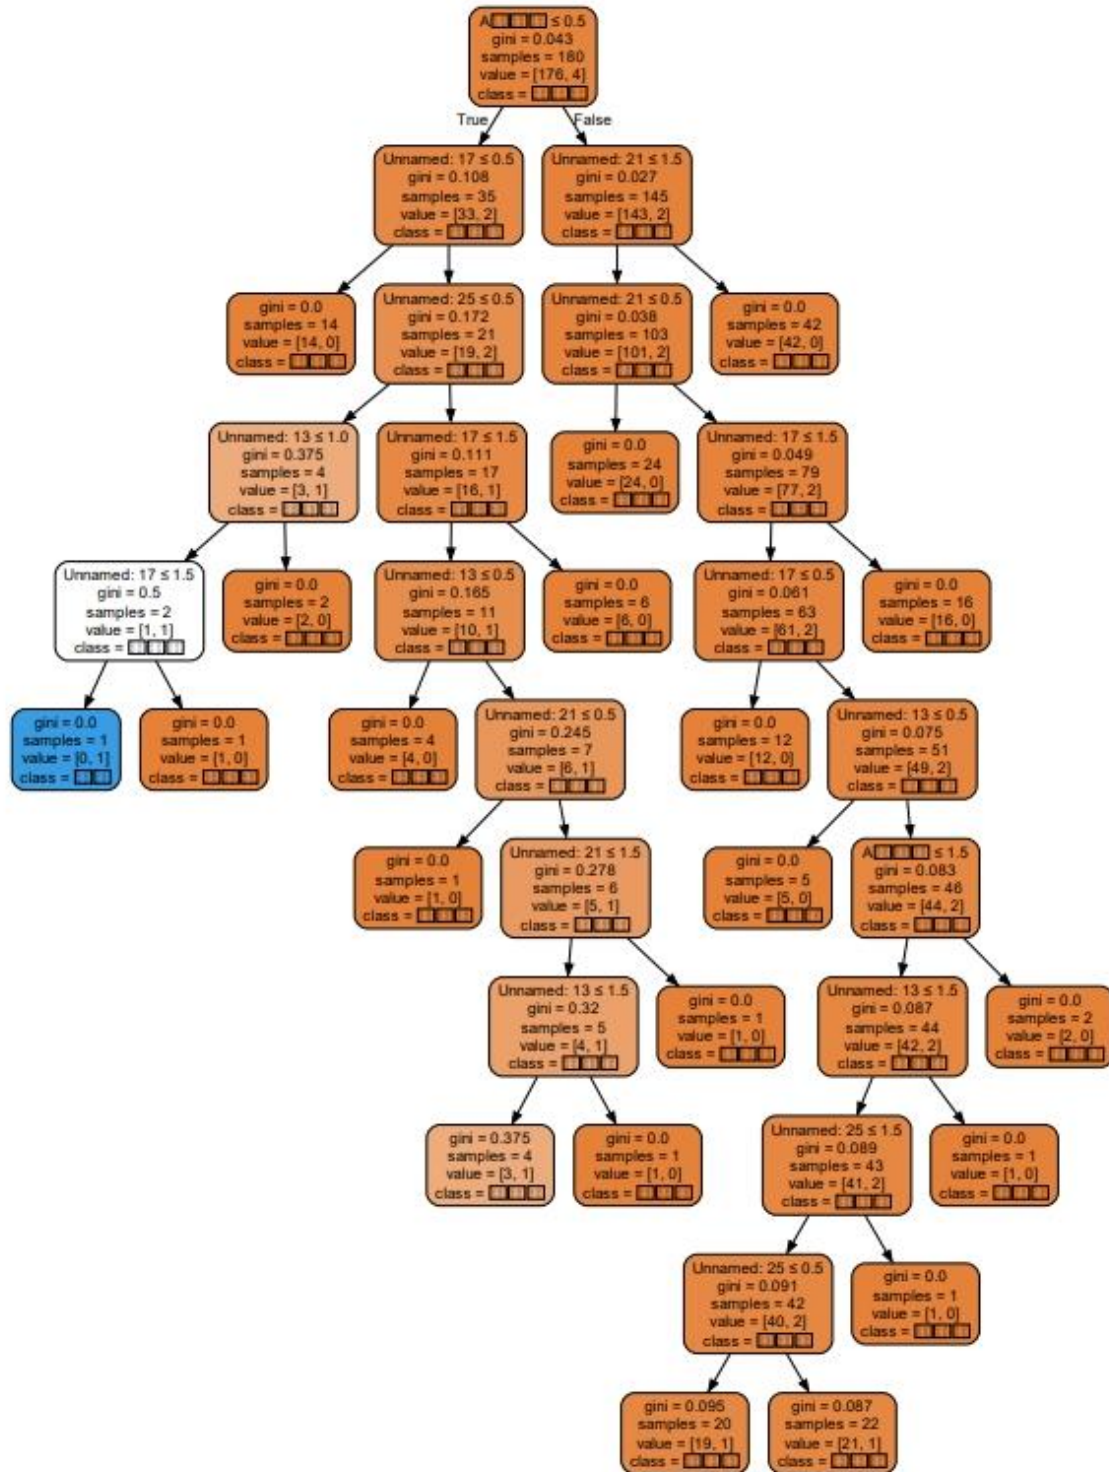 A□□□ ≤ 0.5
gini = 0.043
samples = 180
value = [176, 4]
class = □□□
True
False
Unnamed: 17 ≤ 0.5
gini = 0.108
samples = 35
value = [33, 2]
class = □□□
Unnamed: 21 ≤ 1.5
gini = 0.027
samples = 145
value = [143, 2]
class = □□□
gini = 0.0
samples = 14
value = [14, 0]
class = □□□
Unnamed: 25 ≤ 0.5
gini = 0.172
samples = 21
value = [19, 2]
class = □□□
Unnamed: 21 ≤ 0.5
gini = 0.038
samples = 103
value = [101, 2]
class = □□□
gini = 0.0
samples = 42
value = [42, 0]
class = □□□
Unnamed: 13 ≤ 1.0
gini = 0.375
samples = 4
value = [3, 1]
class = □□□
Unnamed: 17 ≤ 1.5
gini = 0.111
samples = 17
value = [16, 1]
class = □□□
gini = 0.0
samples = 24
value = [24, 0]
class = □□□
Unnamed: 17 ≤ 1.5
gini = 0.049
samples = 79
value = [77, 2]
class = □□□
Unnamed: 17 ≤ 1.5
gini = 0.5
samples = 2
value = [1, 1]
class = □□□
gini = 0.0
samples = 2
value = [2, 0]
class = □□□
Unnamed: 13 ≤ 0.5
gini = 0.165
samples = 11
value = [10, 1]
class = □□□
gini = 0.0
samples = 6
value = [6, 0]
class = □□□
Unnamed: 17 ≤ 0.5
gini = 0.061
samples = 63
value = [61, 2]
class = □□□
gini = 0.0
samples = 16
value = [16, 0]
class = □□□
gini = 0.0
samples = 1
value = [0, 1]
class = □□
gini = 0.0
samples = 1
value = [1, 0]
class = □□□
gini = 0.0
samples = 4
value = [4, 0]
class = □□□
Unnamed: 21 ≤ 0.5
gini = 0.245
samples = 7
value = [6, 1]
class = □□□
gini = 0.0
samples = 12
value = [12, 0]
class = □□□
Unnamed: 13 ≤ 0.5
gini = 0.075
samples = 51
value = [49, 2]
class = □□□
gini = 0.0
samples = 1
value = [1, 0]
class = □□□
Unnamed: 21 ≤ 1.5
gini = 0.278
samples = 6
value = [5, 1]
class = □□□
gini = 0.0
samples = 5
value = [5, 0]
class = □□□
A□□□ ≤ 1.5
gini = 0.083
samples = 46
value = [44, 2]
class = □□□
Unnamed: 13 ≤ 1.5
gini = 0.32
samples = 5
value = [4, 1]
class = □□□
gini = 0.0
samples = 1
value = [1, 0]
class = □□□
Unnamed: 13 ≤ 1.5
gini = 0.087
samples = 44
value = [42, 2]
class = □□□
gini = 0.0
samples = 2
value = [2, 0]
class = □□□
gini = 0.375
samples = 4
value = [3, 1]
class = □□□
gini = 0.0
samples = 1
value = [1, 0]
class = □□□
Unnamed: 25 ≤ 1.5
gini = 0.089
samples = 43
value = [41, 2]
class = □□□
gini = 0.0
samples = 1
value = [1, 0]
class = □□□
Unnamed: 25 ≤ 0.5
gini = 0.091
samples = 42
value = [40, 2]
class = □□□
gini = 0.0
samples = 1
value = [1, 0]
class = □□□
gini = 0.095
samples = 20
value = [19, 1]
class = □□□
gini = 0.087
samples = 22
value = [21, 1]
class = □□□